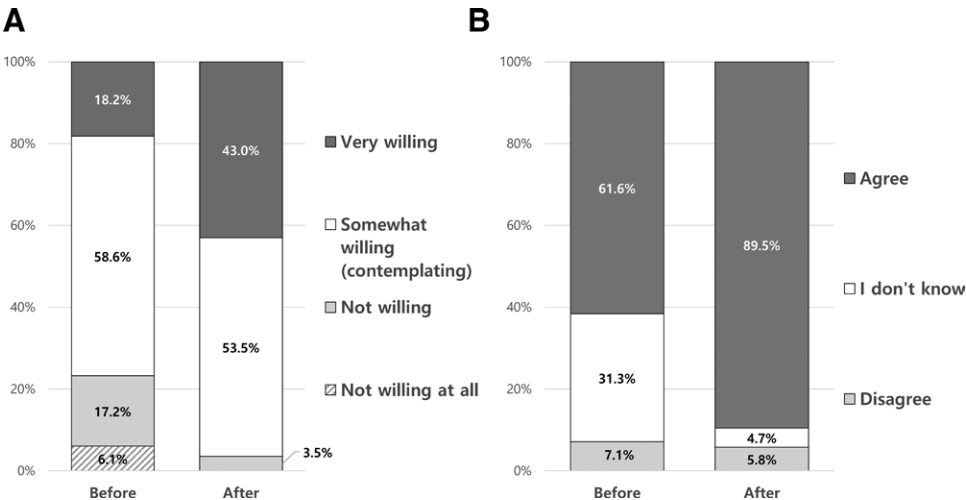 A
100%
80%
60%
40%
20%
0%
18.2%
58.6%
17.2%
6.1%
43.0%
53.5%
3.5%
Before
After
Very willing
Somewhat
willing
(contemplating)
Not willing
Not willing at all
B
100%
80%
60%
40%
20%
0%
61.6%
31.3%
7.1%
89.5%
4.7%
5.8%
Before
After
Agree
I don't know
Disagree